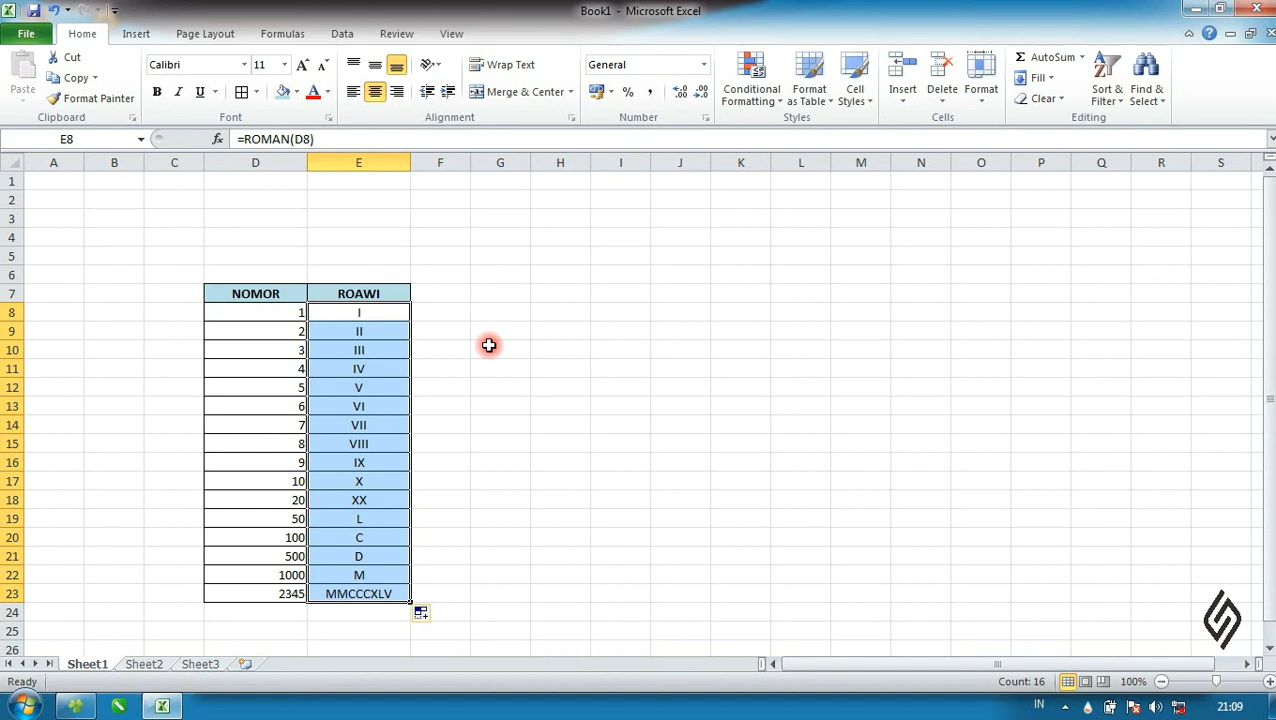 Book1 - Microsoft Excel
File Home Insert Page Layout Formulas Data Review View
Paste
Cut
Copy
Format Painter
Clipboard
Calibri 11
B I U
Font
Wrap Text
Merge & Center
Alignment
General
%
Number
Conditional Formatting
Format as Table
Cell Styles
Styles
Insert
Delete
Format
Cells
AutoSum
Fill
Clear
Sort & Filter
Find & Select
Editing
E8 fx =ROMAN(D8)
A B C D E F G H I J K L M N O P Q R S
1
2
3
4
5
6
7 NOMOR ROAWI
8 1 I
9 2 II
10 3 III
11 4 IV
12 5 V
13 6 VI
14 7 VII
15 8 VIII
16 9 IX
17 10 X
18 20 XX
19 50 L
20 100 C
21 500 D
22 1000 M
23 2345 MMCCCXLV
24
25
26
Sheet1 Sheet2 Sheet3
Ready Count: 16 100%
IN 21:09